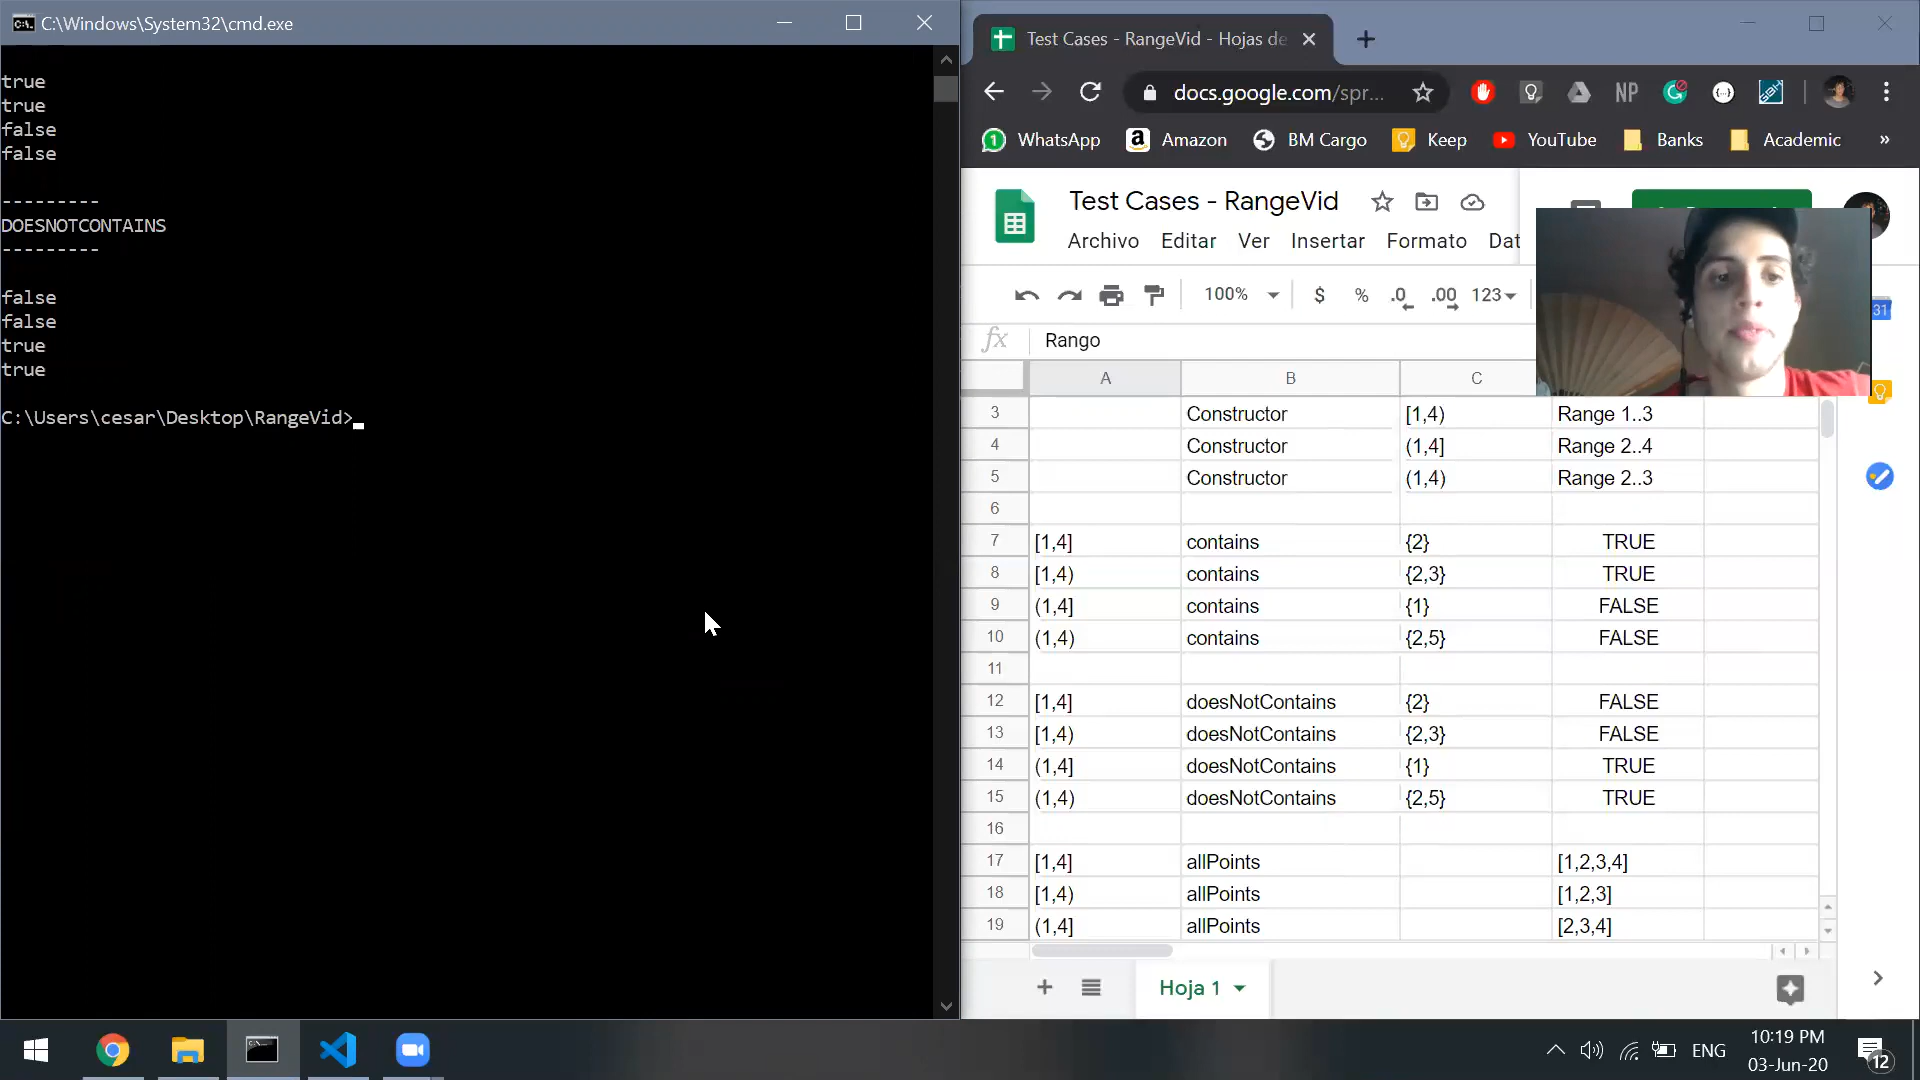 C:\Windows\System32\cmd.exe
true
true
false
false
---------
DOESNOTCONTAINS
---------
false
false
true
true
C:\Users\cesar\Desktop\RangeVid>
Test Cases - RangeVid - Hojas de
docs.google.com/spr...
NP
WhatsApp
Amazon
BM Cargo
Keep
YouTube
Banks
Academic
»
Test Cases - RangeVid
Archivo Editar Ver Insertar Formato Dat
100% $ % .0 .00 123
31
fx Rango
A B C
3 Constructor [1,4) Range 1..3
4 Constructor (1,4] Range 2..4
5 Constructor (1,4) Range 2..3
6
7 [1,4] contains {2} TRUE
8 [1,4) contains {2,3} TRUE
9 (1,4] contains {1} FALSE
10 (1,4) contains {2,5} FALSE
11
12 [1,4] doesNotContains {2} FALSE
13 [1,4) doesNotContains {2,3} FALSE
14 (1,4] doesNotContains {1} TRUE
15 (1,4) doesNotContains {2,5} TRUE
16
17 [1,4] allPoints [1,2,3,4]
18 [1,4) allPoints [1,2,3]
19 (1,4] allPoints [2,3,4]
Hoja 1
ENG
10:19 PM
03-Jun-20
12